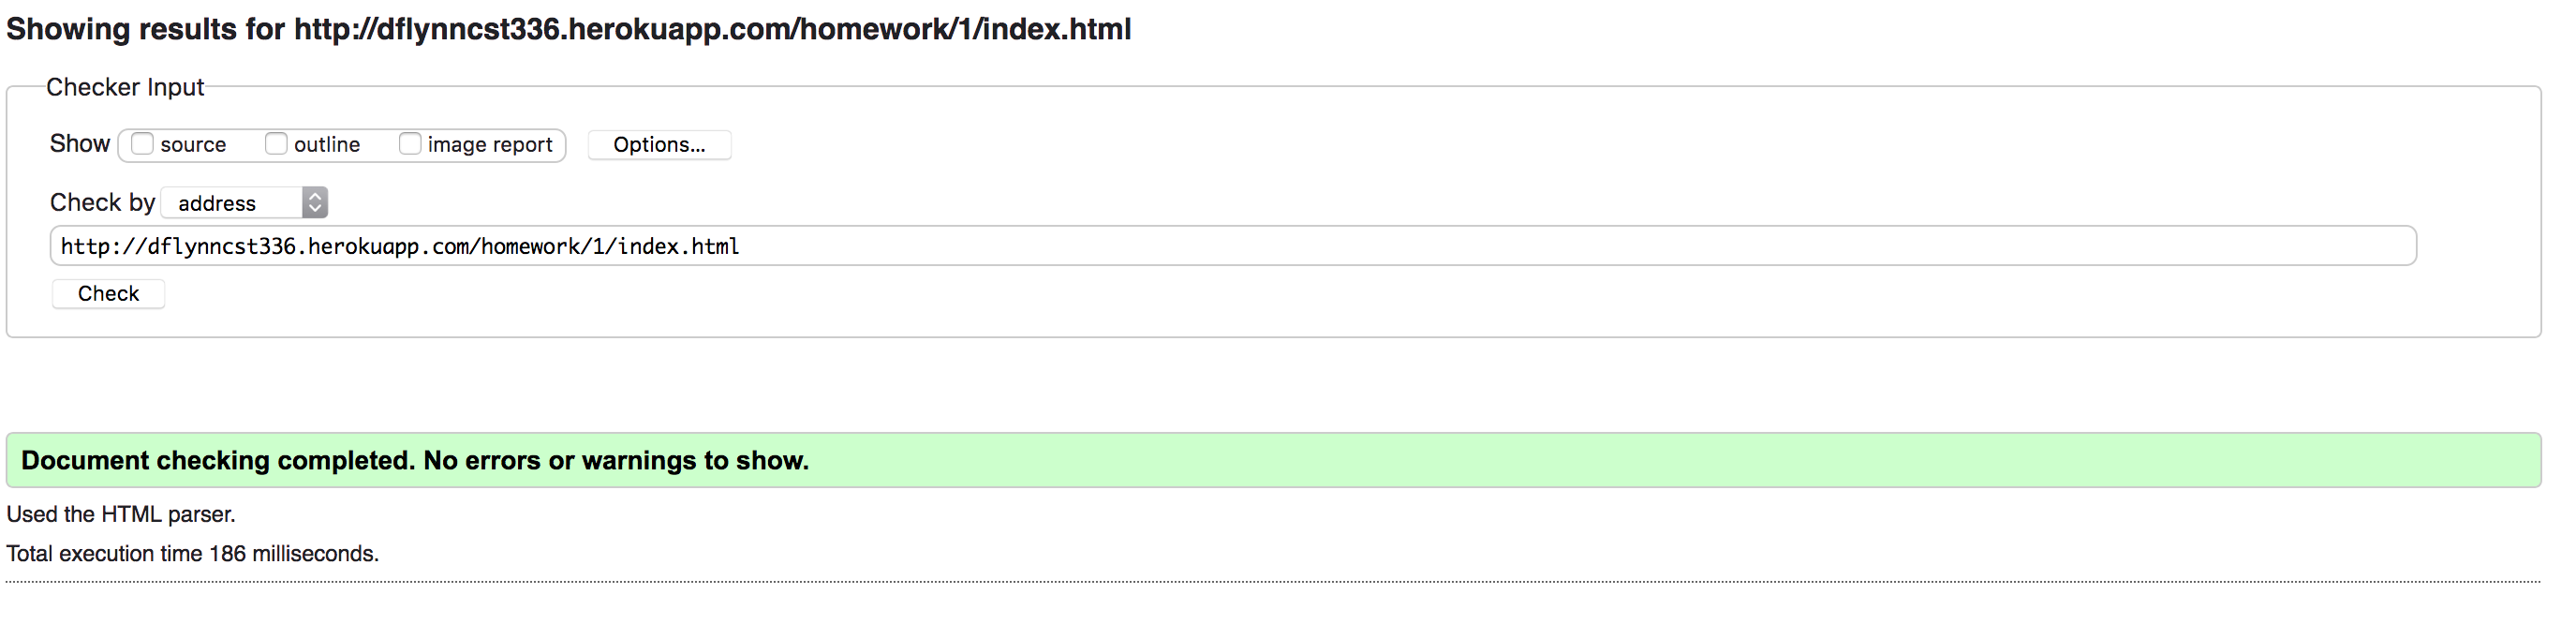 Showing results for http://dflynncst336.herokuapp.com/homework/1/index.html
Checker Input
Show source outline image report Options...
Check by address
http://dflynncst336.herokuapp.com/homework/1/index.html
Check
Document checking completed. No errors or warnings to show.
Used the HTML parser.
Total execution time 186 milliseconds.